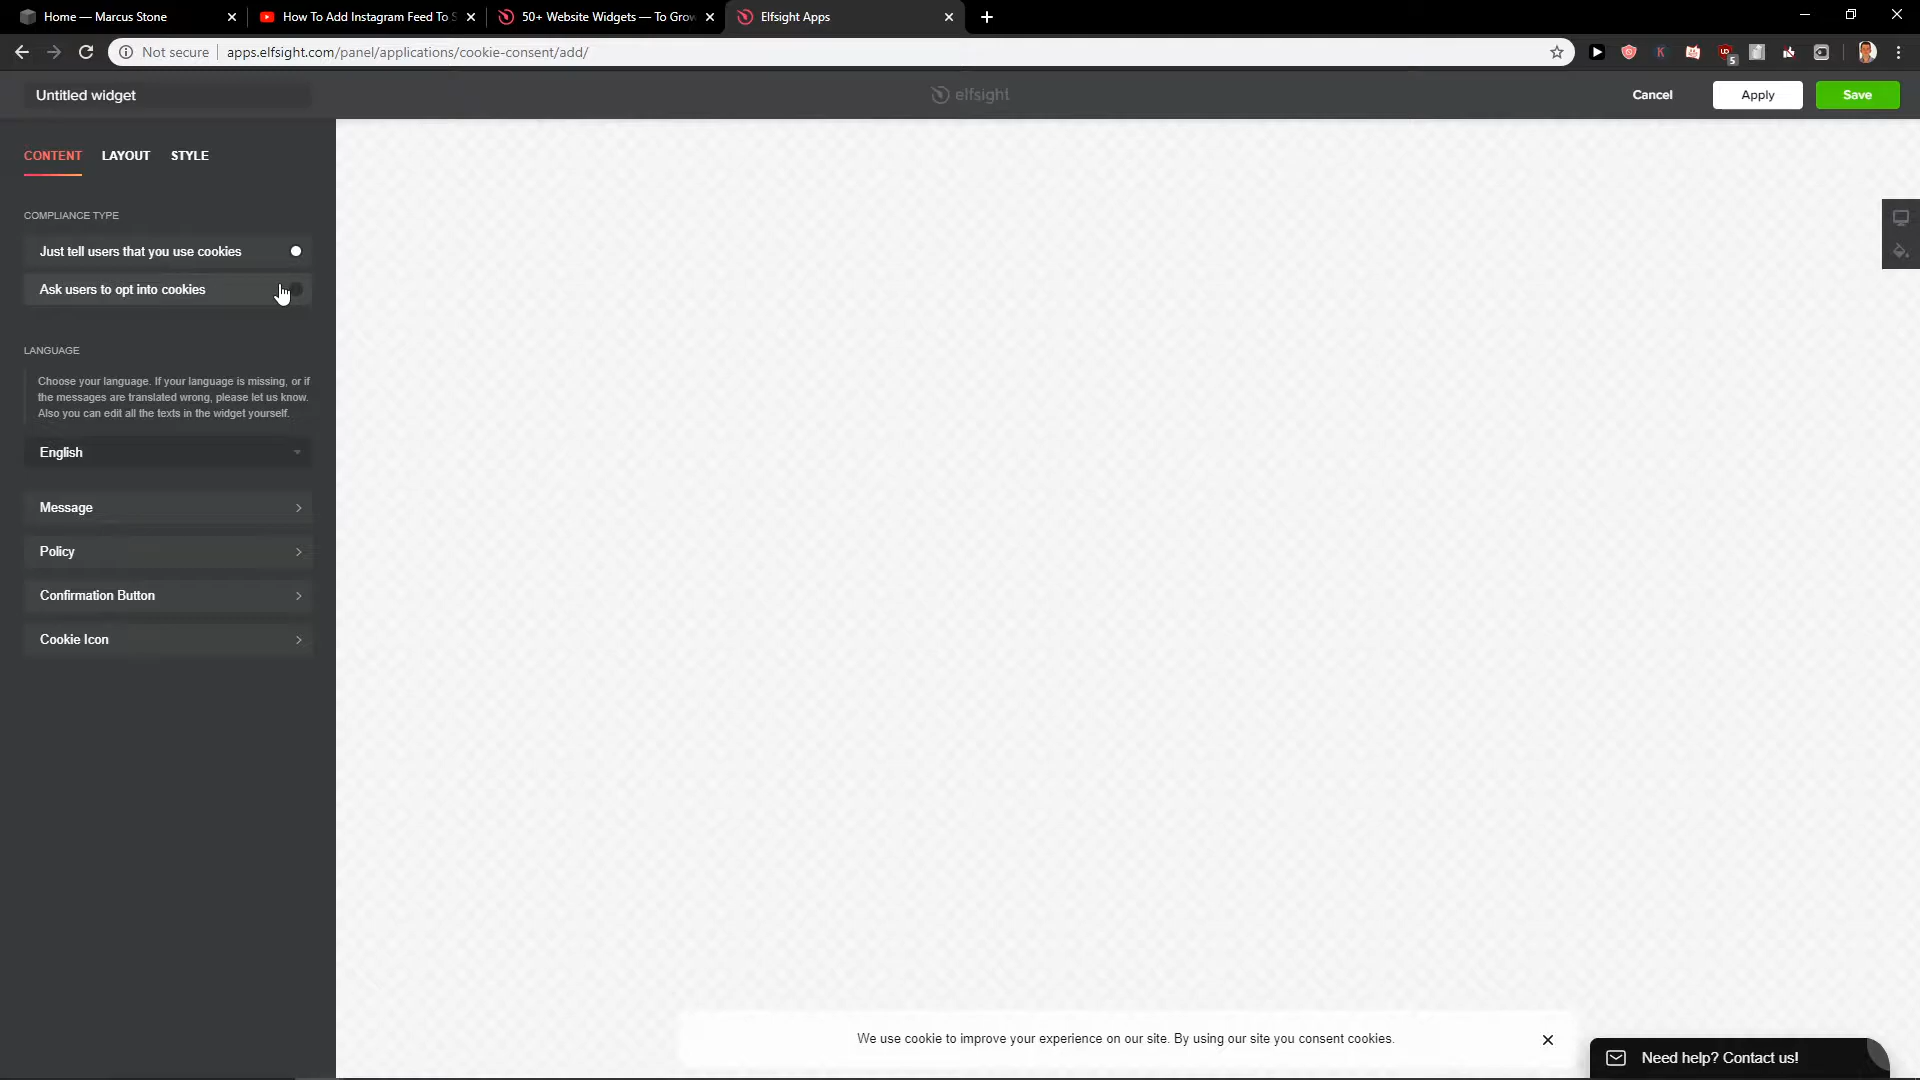 Home — Marcus Stone
How To Add Instagram Feed To S
50+ Website Widgets — To Grow
Elfsight Apps
Not secure
apps.elfsight.com/panel/applications/cookie-consent/add/
5
Untitled widget
elfsight
Cancel
Apply
Save
CONTENT
LAYOUT
STYLE
COMPLIANCE TYPE
Just tell users that you use cookies
Ask users to opt into cookies
LANGUAGE
Choose your language. If your language is missing, or if
the messages are translated wrong, please let us know.
Also you can edit all the texts in the widget yourself.
English
Message
Policy
Confirmation Button
Cookie Icon
We use cookie to improve your experience on our site. By using our site you consent cookies.
Need help? Contact us!